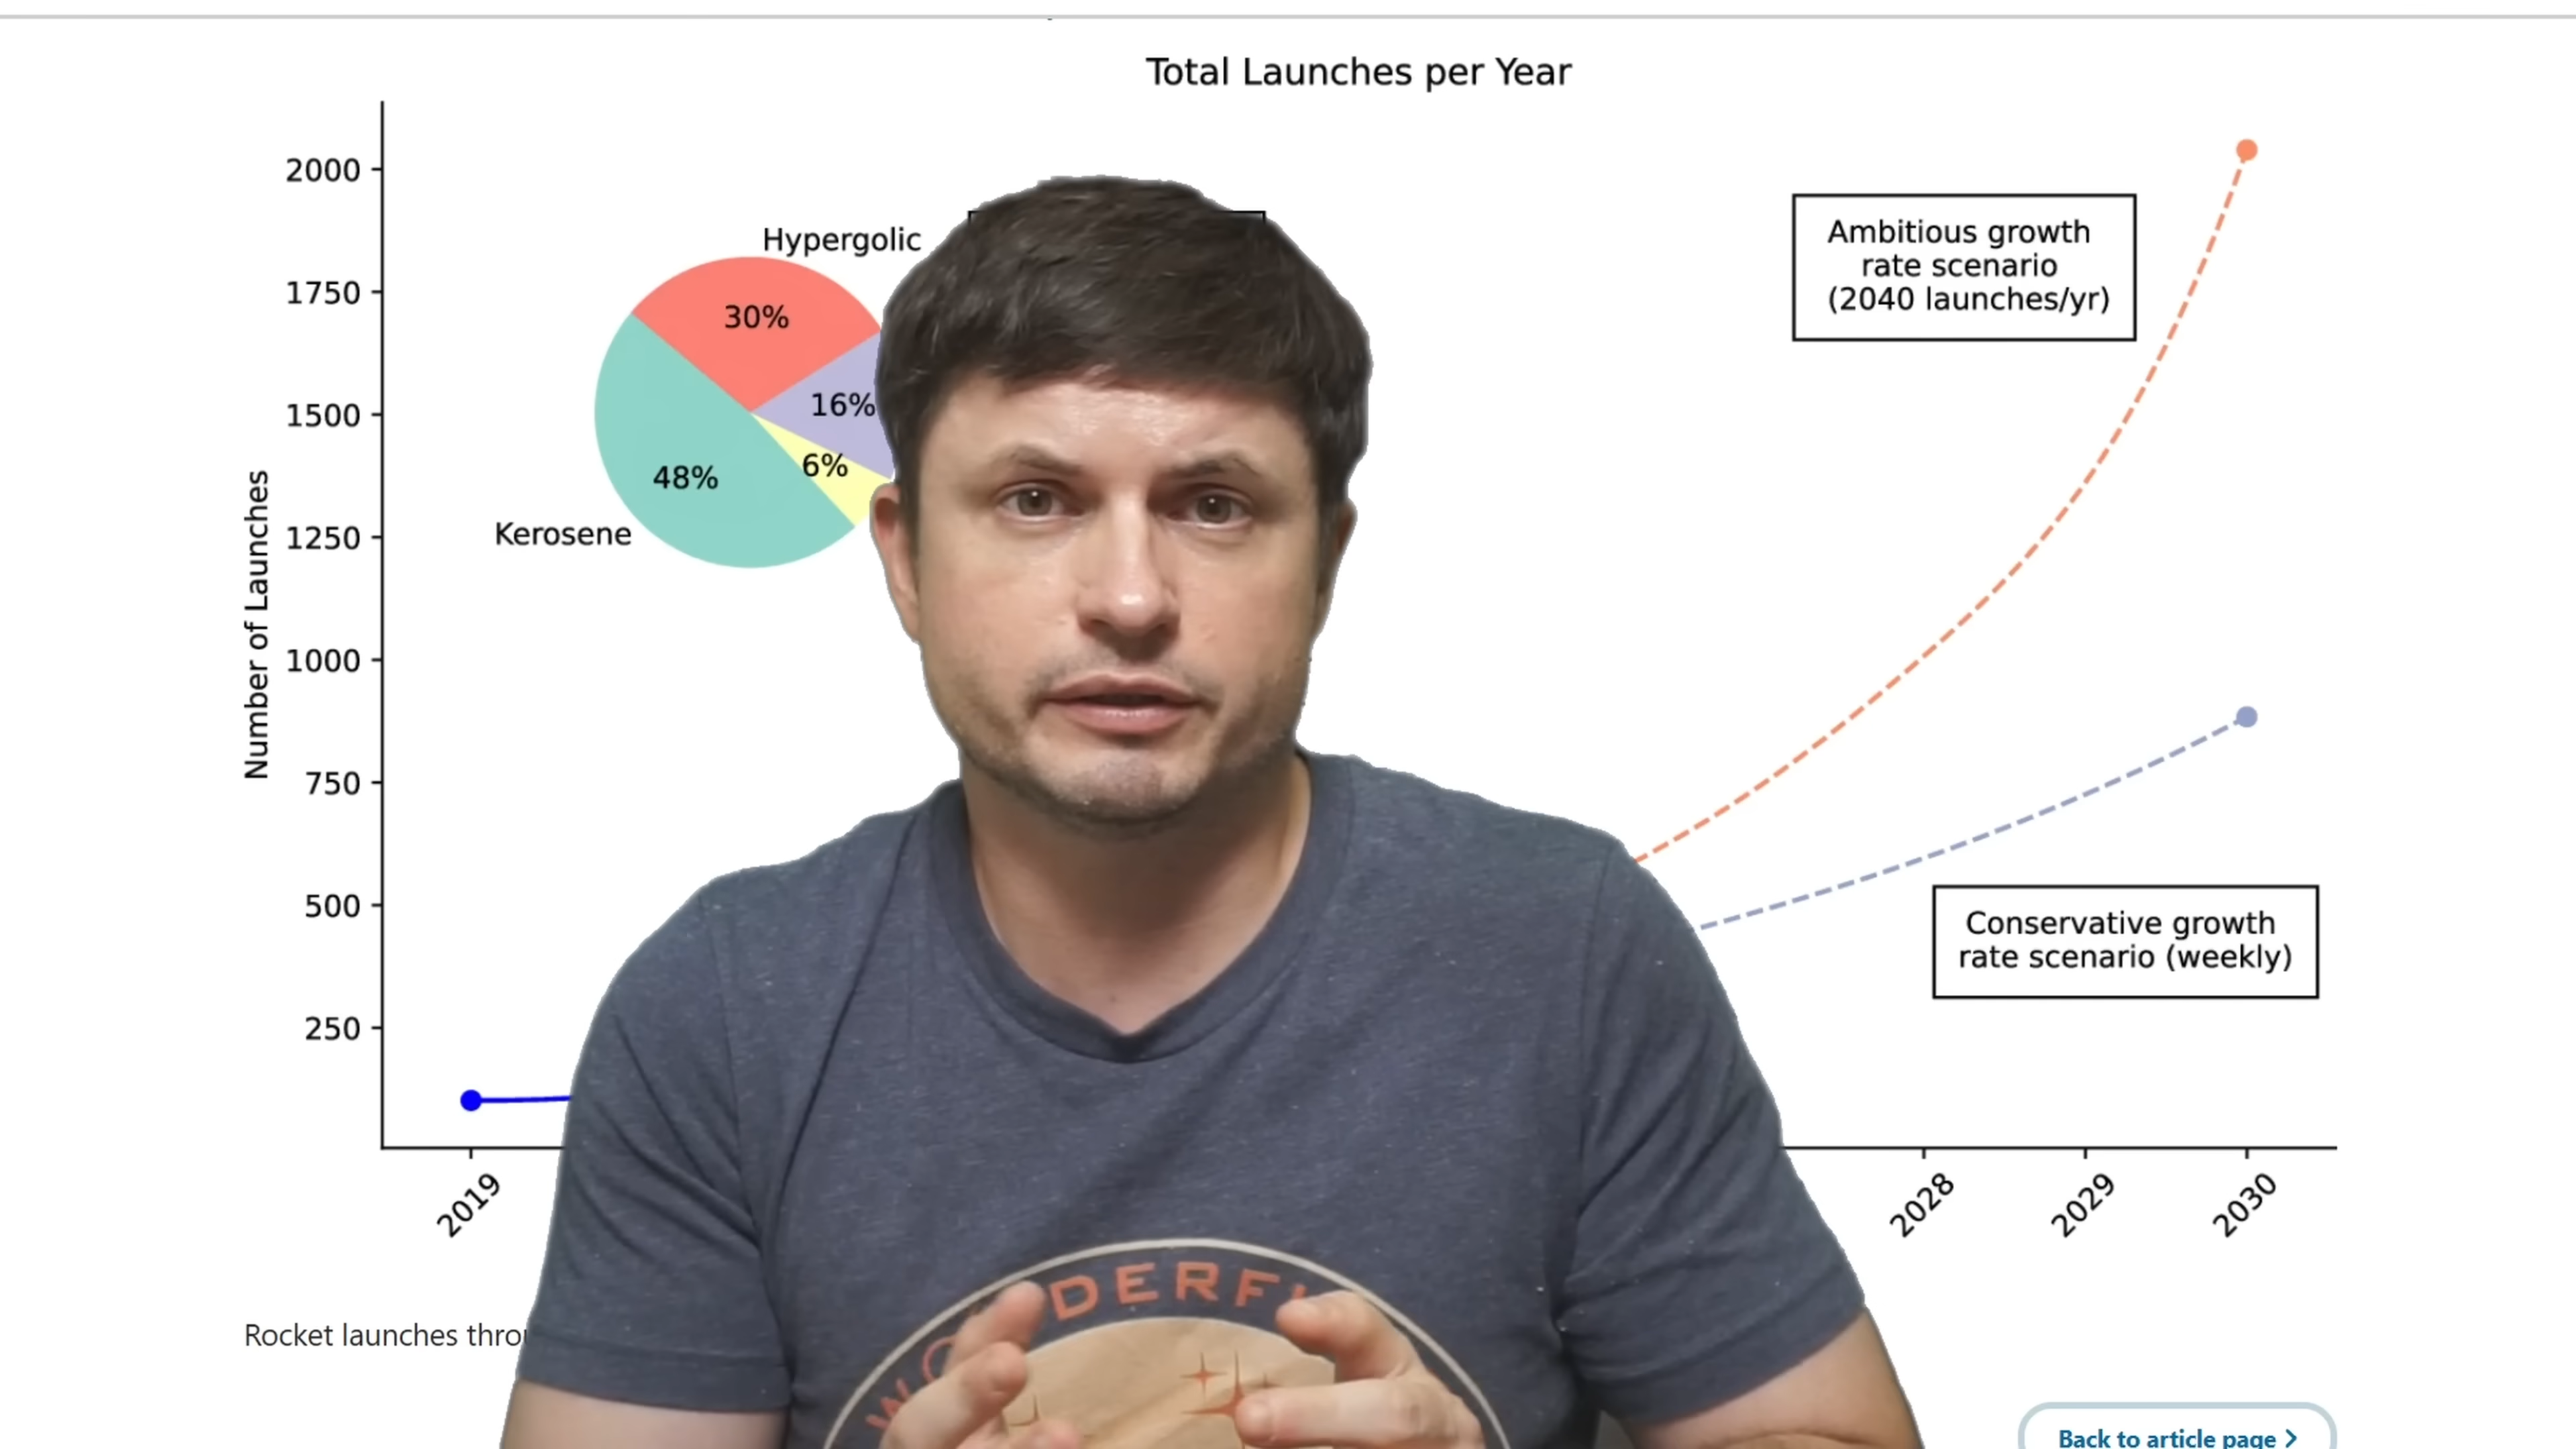 Total Launches per Year
2000
1750
1500
1250
1000
750
500
250
Number of Launches
Hypergolic
30%
16%
6%
48%
Kerosene
Ambitious growth
rate scenario
(2040 launches/yr)
Conservative growth
rate scenario (weekly)
2019
2028
2029
2030
Rocket launches
DERF
Back to article page